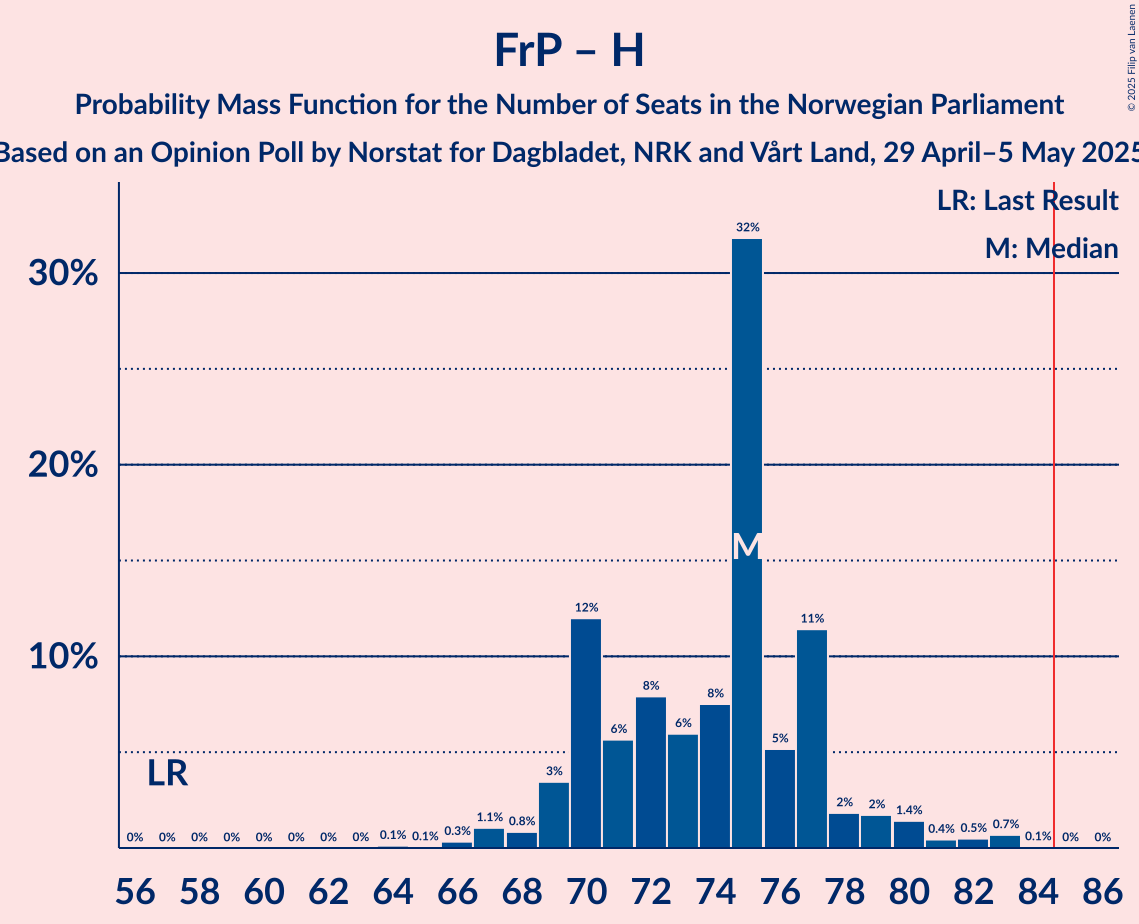 FrP – H
Probability Mass Function for the Number of Seats in the Norwegian Parliament
Based on an Opinion Poll by Norstat for Dagbladet, NRK and Vårt Land, 29 April–5 May 2025
© 2025 Filip van Laenen
LR: Last Result
M: Median
30%
20%
10%
32%
12%
11%
8%
8%
6%
6%
5%
3%
2%
2%
1.4%
1.1%
0.8%
0.3%
0.4%
0.5%
0.7%
0% 0% 0% 0% 0% 0% 0% 0% 0.1% 0.1% 0.1% 0% 0%
M
LR
56 58 60 62 64 66 68 70 72 74 76 78 80 82 84 86